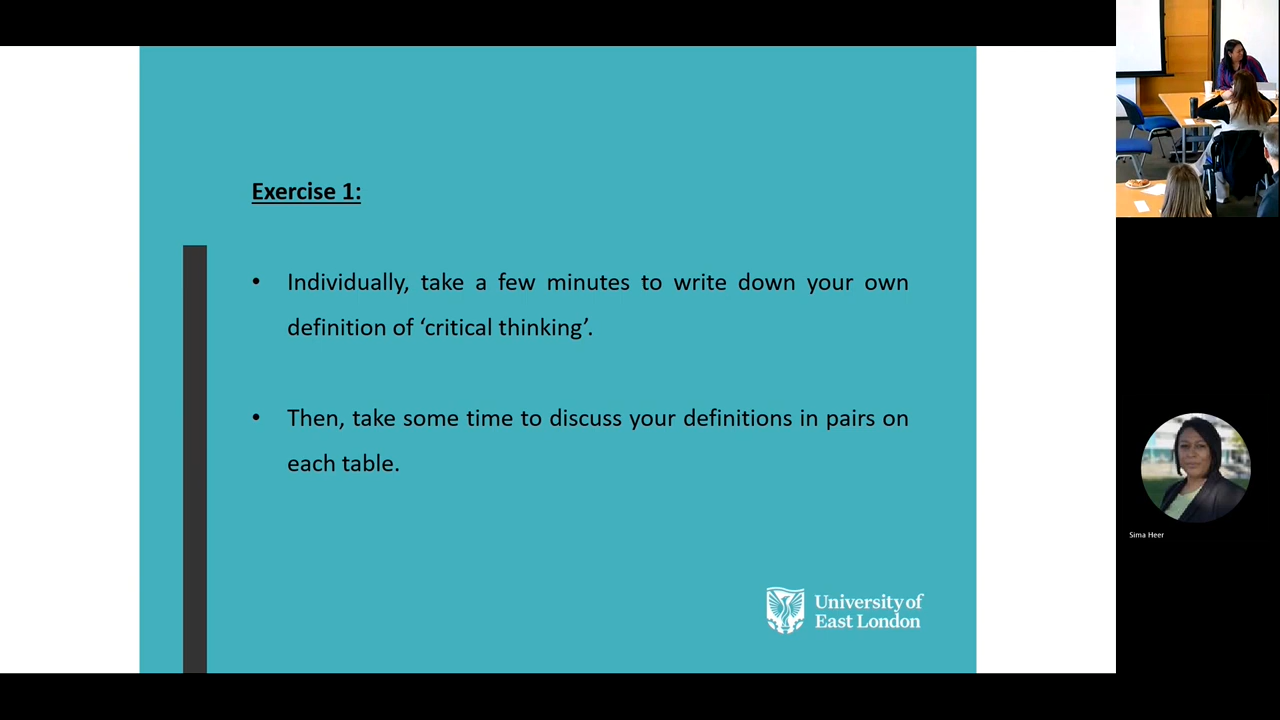 Exercise 1:
• Individually, take a few minutes to write down your own
definition of ‘critical thinking’.
• Then, take some time to discuss your definitions in pairs on
each table.
University of
East London
Sima Heer